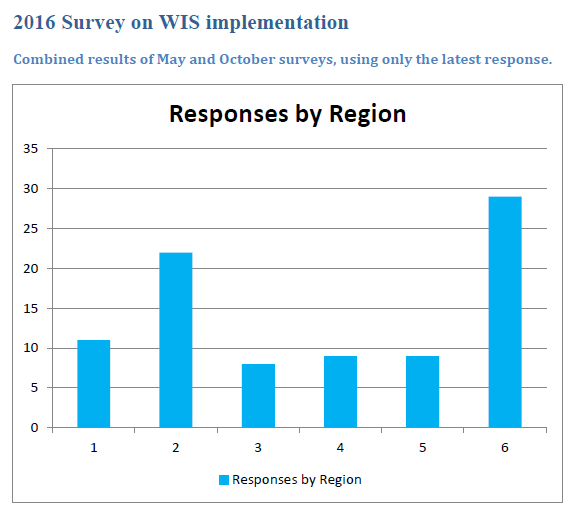 2016 Survey on WIS implementation
Combined results of May and October surveys, using only the latest response.
Responses by Region
35
30
25
20
15
10
5
0
1 2 3 4 5 6
Responses by Region